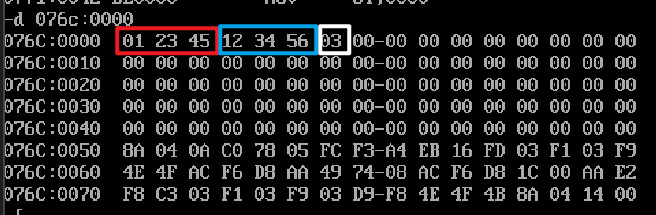 -d 076c:0000
076C:0000 01 23 45 12 34 56 03 00-00 00 00 00 00 00 00 00
076C:0010 00 00 00 00 00 00 00 00-00 00 00 00 00 00 00 00
076C:0020 00 00 00 00 00 00 00 00-00 00 00 00 00 00 00 00
076C:0030 00 00 00 00 00 00 00 00-00 00 00 00 00 00 00 00
076C:0040 00 00 00 00 00 00 00 00-00 00 00 00 00 00 00 00
076C:0050 8A 04 0A C0 78 05 FC F3-A4 EB 16 FD 03 F1 03 F9
076C:0060 4E 4F AC F6 D8 AA 49 74-08 AC F6 D8 1C 00 AA E2
076C:0070 F8 C3 03 F1 03 F9 03 D9-F8 4E 4F 4B 8A 04 14 00